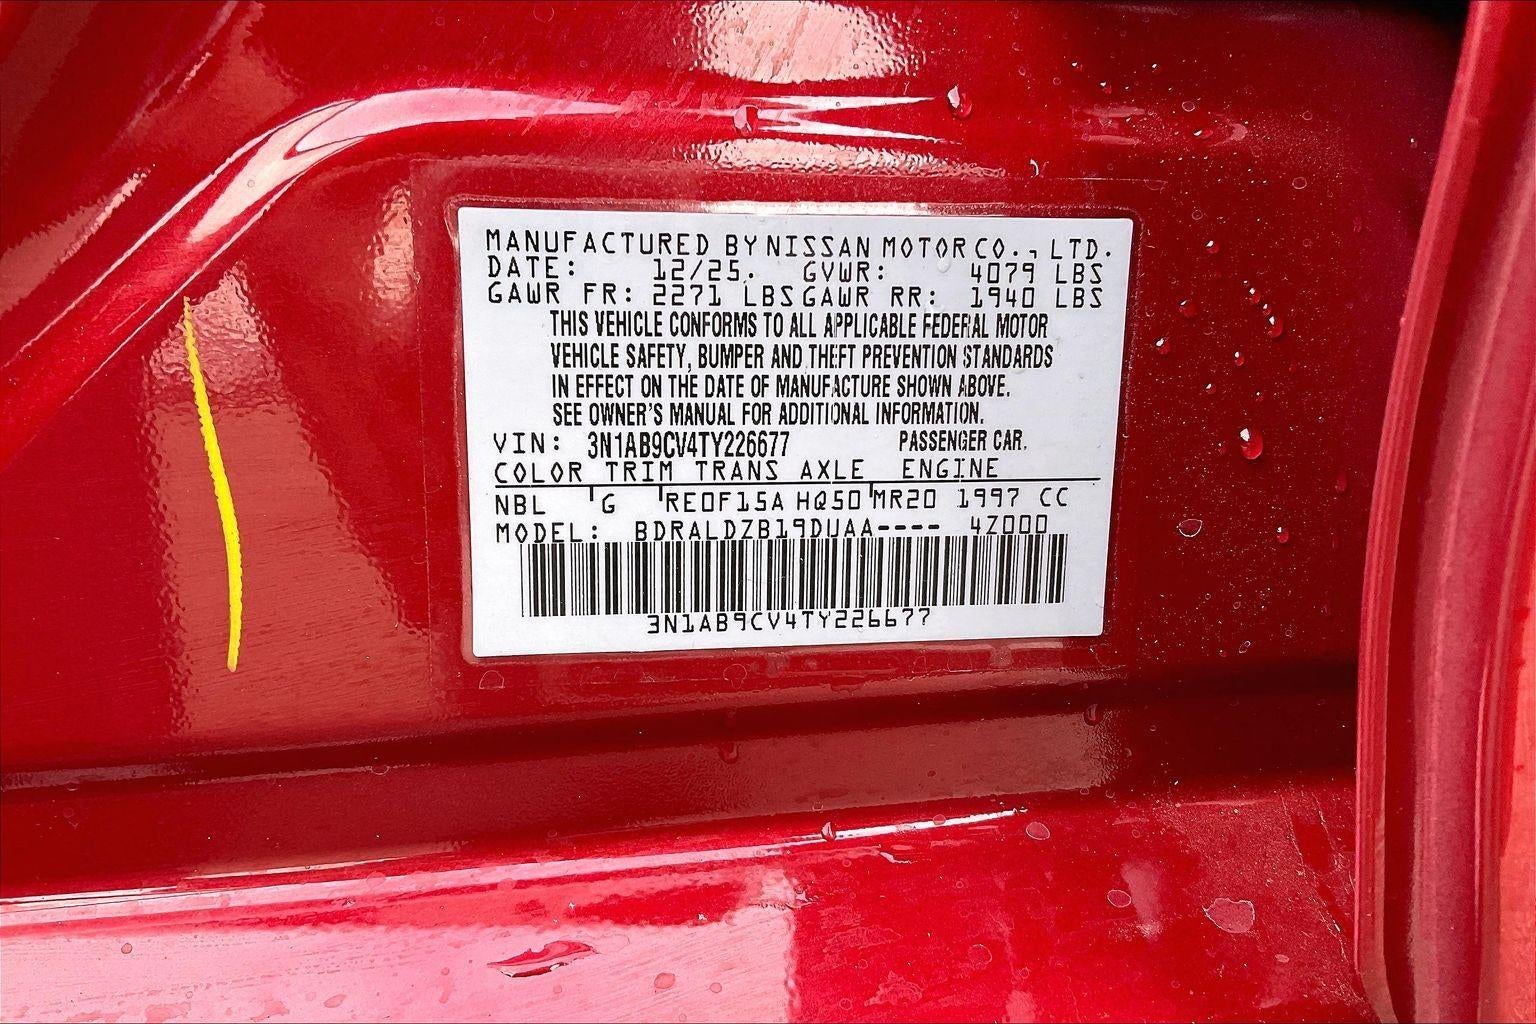 MANUFACTURED BY NISSAN MOTOR CO., LTD.
DATE: 12/25. GVWR: 4079 LBS
GAWR FR: 2271 LBS GAWR RR: 1940 LBS
THIS VEHICLE CONFORMS TO ALL APPLICABLE FEDERAL MOTOR
VEHICLE SAFETY, BUMPER AND THEFT PREVENTION STANDARDS
IN EFFECT ON THE DATE OF MANUFACTURE SHOWN ABOVE.
SEE OWNER'S MANUAL FOR ADDITIONAL INFORMATION.
VIN: 3N1AB9CV4TY226677 PASSENGER CAR.
COLOR TRIM TRANS AXLE ENGINE
NBL G RE0F15A HQ50 MR20 1997 CC
MODEL: BDRALDZB19DUAA---- 4Z000
3N1AB9CV4TY226677